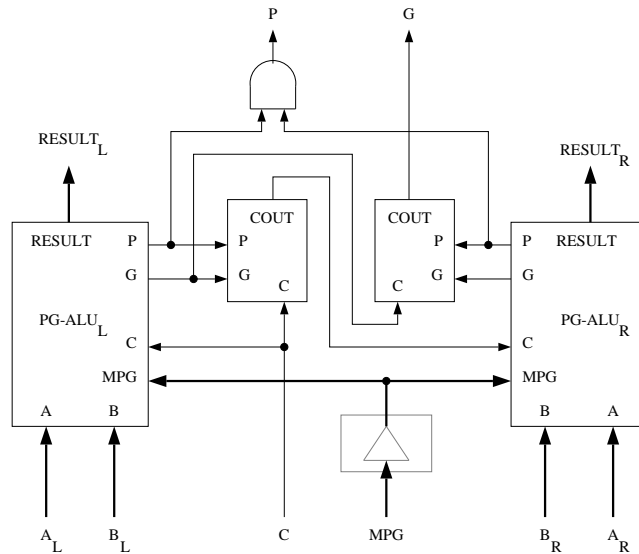 P G
RESULT_L RESULT_R
COUT COUT
RESULT P P P RESULT
G G G G
PG-ALU_L C C PG-ALU_R
C C
MPG MPG
A B B A
A_L B_L C MPG B_R A_R